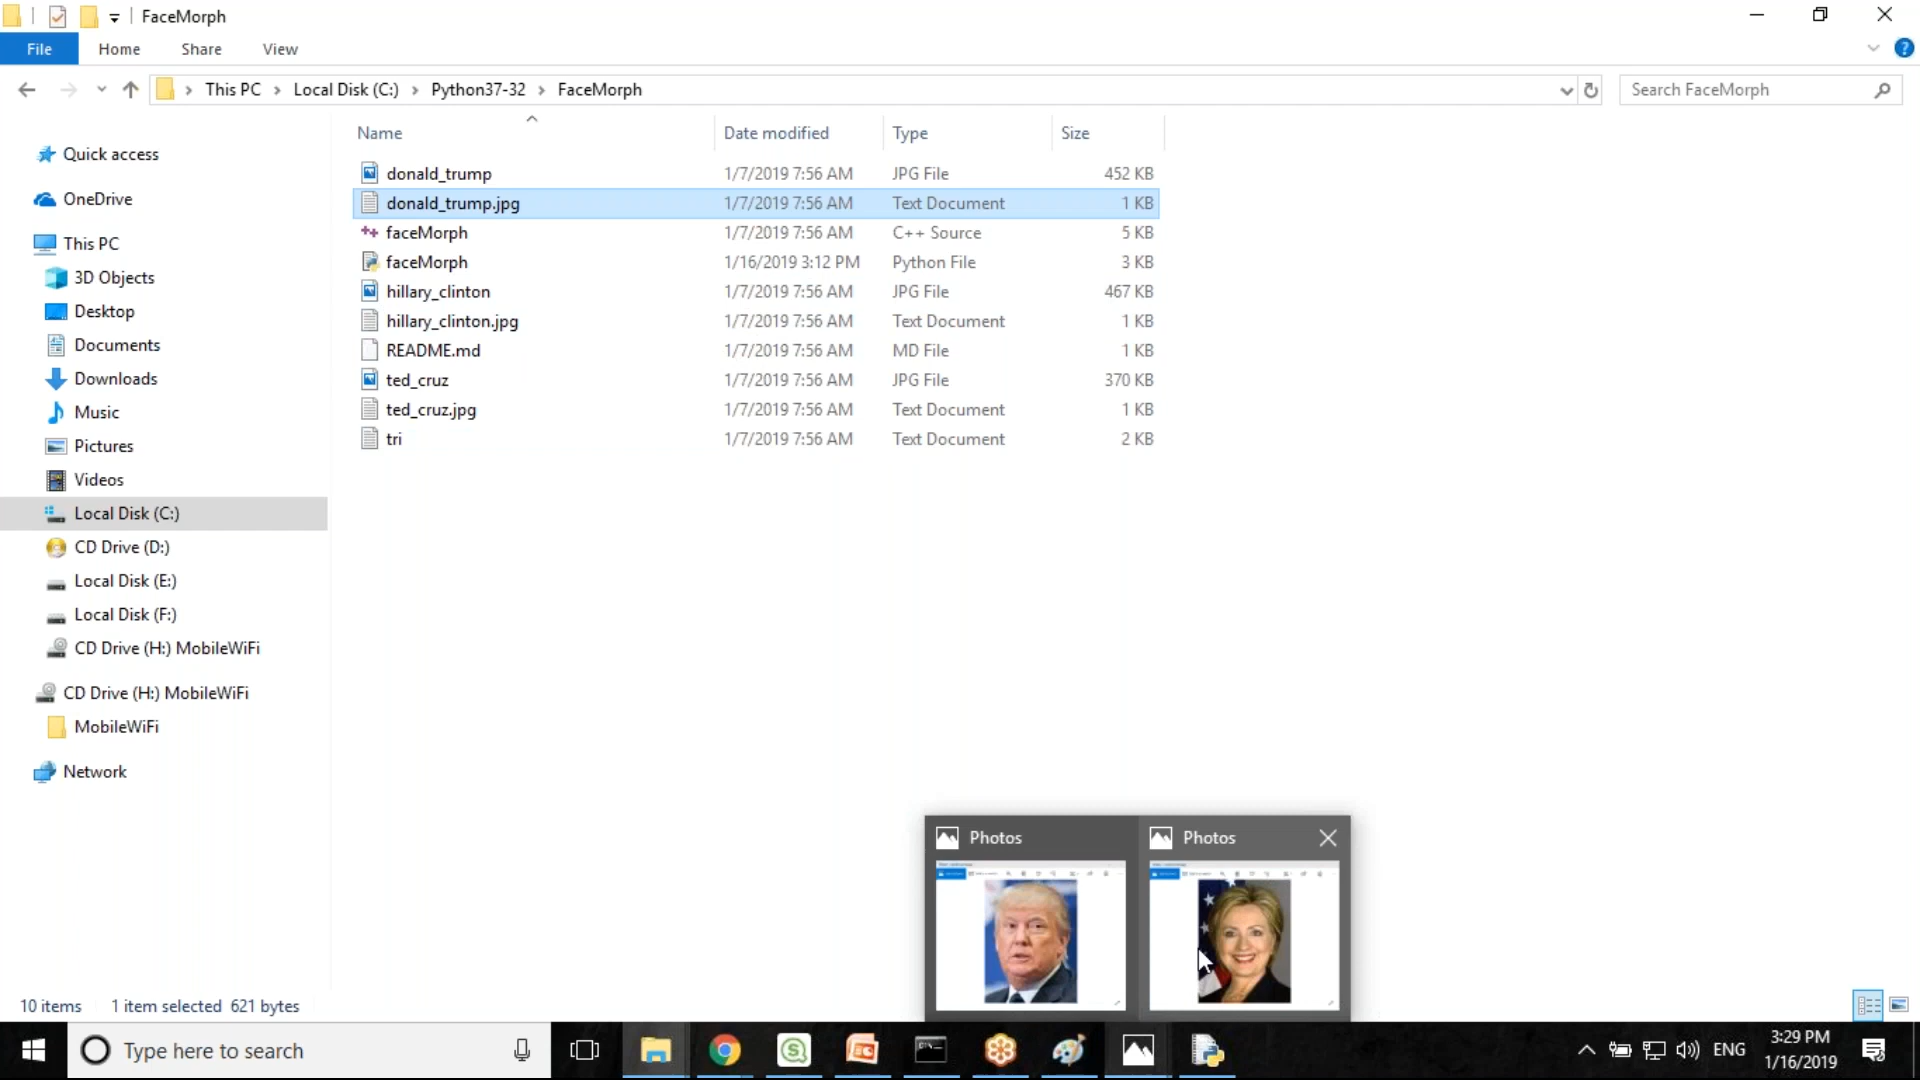 FaceMorph
File Home Share View
This PC Local Disk (C:) Python37-32 FaceMorph
Search FaceMorph
Name Date modified Type Size
Quick access
OneDrive
This PC
3D Objects
Desktop
Documents
Downloads
Music
Pictures
Videos
Local Disk (C:)
CD Drive (D:)
Local Disk (E:)
Local Disk (F:)
CD Drive (H:) MobileWiFi
CD Drive (H:) MobileWiFi
MobileWiFi
Network
donald_trump 1/7/2019 7:56 AM JPG File 452 KB
donald_trump.jpg 1/7/2019 7:56 AM Text Document 1 KB
faceMorph 1/7/2019 7:56 AM C++ Source 5 KB
faceMorph 1/16/2019 3:12 PM Python File 3 KB
hillary_clinton 1/7/2019 7:56 AM JPG File 467 KB
hillary_clinton.jpg 1/7/2019 7:56 AM Text Document 1 KB
README.md 1/7/2019 7:56 AM MD File 1 KB
ted_cruz 1/7/2019 7:56 AM JPG File 370 KB
ted_cruz.jpg 1/7/2019 7:56 AM Text Document 1 KB
tri 1/7/2019 7:56 AM Text Document 2 KB
Photos Photos
10 items 1 item selected 621 bytes
Type here to search
ENG
3:29 PM
1/16/2019